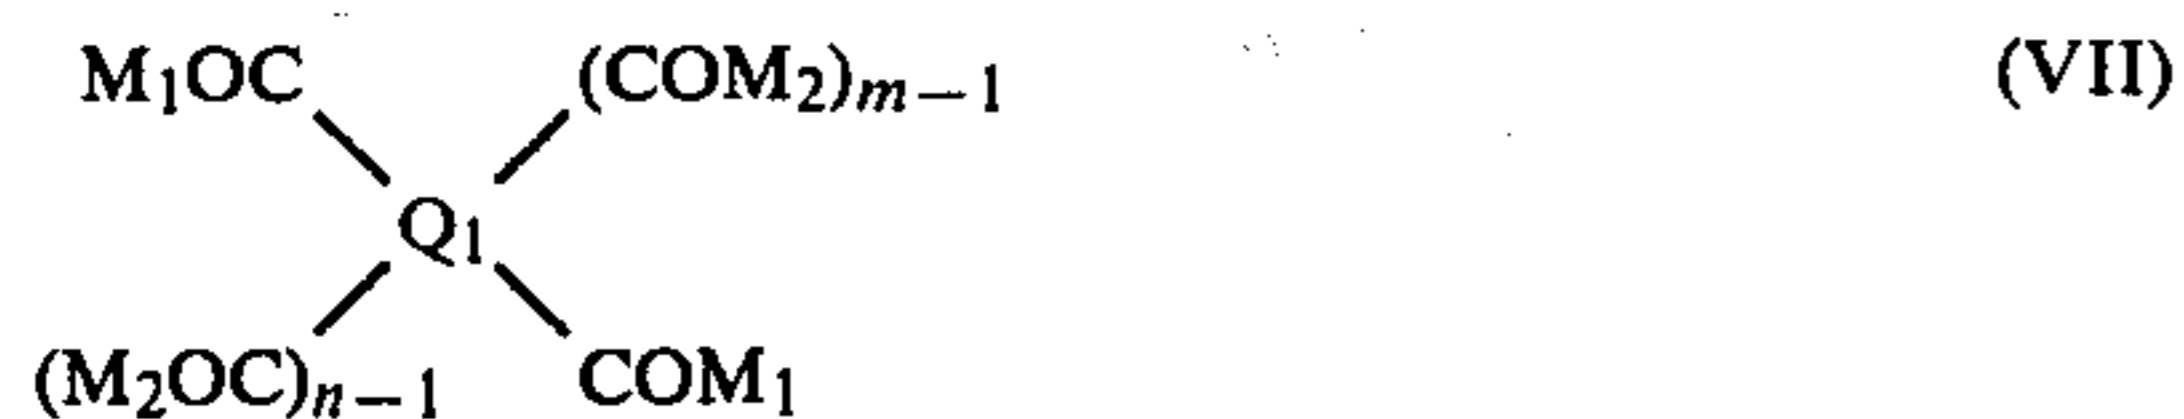 M₁OC (COM₂)ₘ₋₁ (VII)
Q₁
(M₂OC)ₙ₋₁ COM₁